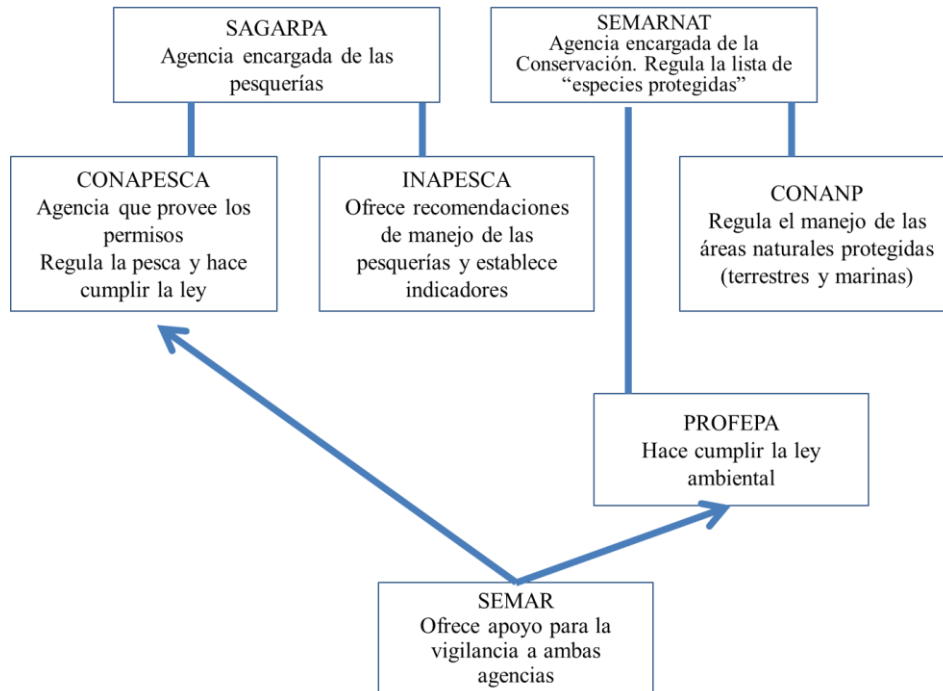 SAGARPA
Agencia encargada de las
pesquerías
SEMARNAT
Agencia encargada de la
Conservación. Regula la lista de
“especies protegidas”
CONAPESCA
Agencia que provee los
permisos
Regula la pesca y hace
cumplir la ley
INAPESCA
Ofrece recomendaciones
de manejo de las
pesquerías y establece
indicadores
CONANP
Regula el manejo de las
áreas naturales protegidas
(terrestres y marinas)
PROFEPA
Hace cumplir la ley
ambiental
SEMAR
Ofrece apoyo para la
vigilancia a ambas
agencias